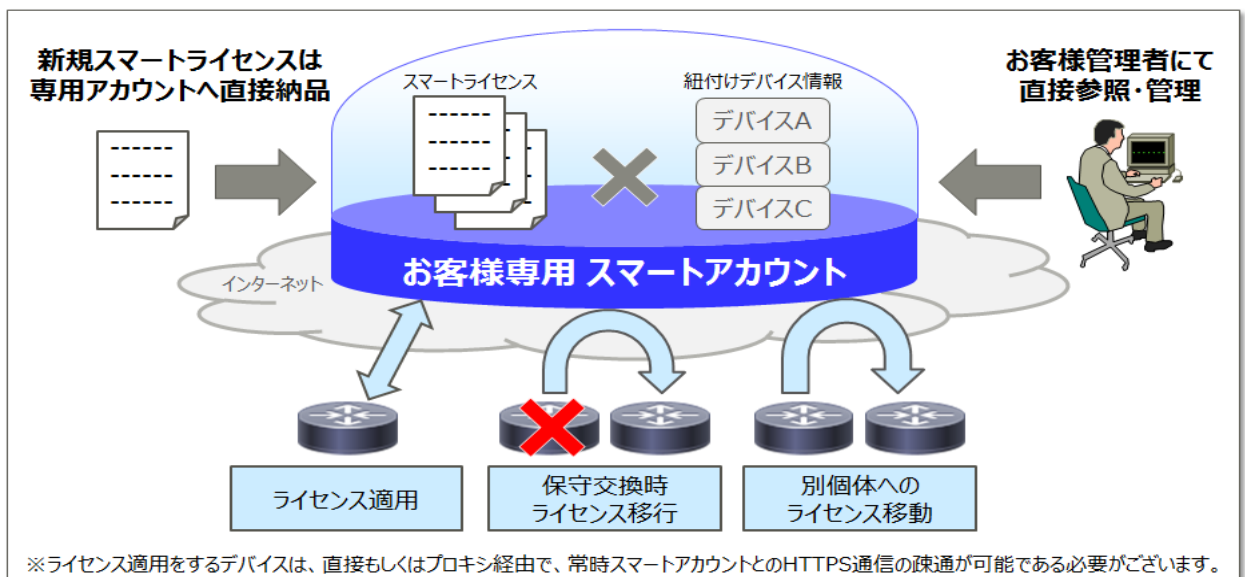 新規スマートライセンスは
専用アカウントへ直接納品
スマートライセンス
紐付けデバイス情報
デバイスA
デバイスB
デバイスC
お客様管理者にて
直接参照・管理
インターネット
お客様専用 スマートアカウント
ライセンス適用
保守交換時
ライセンス移行
別個体への
ライセンス移動
※ライセンス適用をするデバイスは、直接もしくはプロキシ経由で、常時スマートアカウントとのHTTPS通信の疎通が可能である必要がございます。